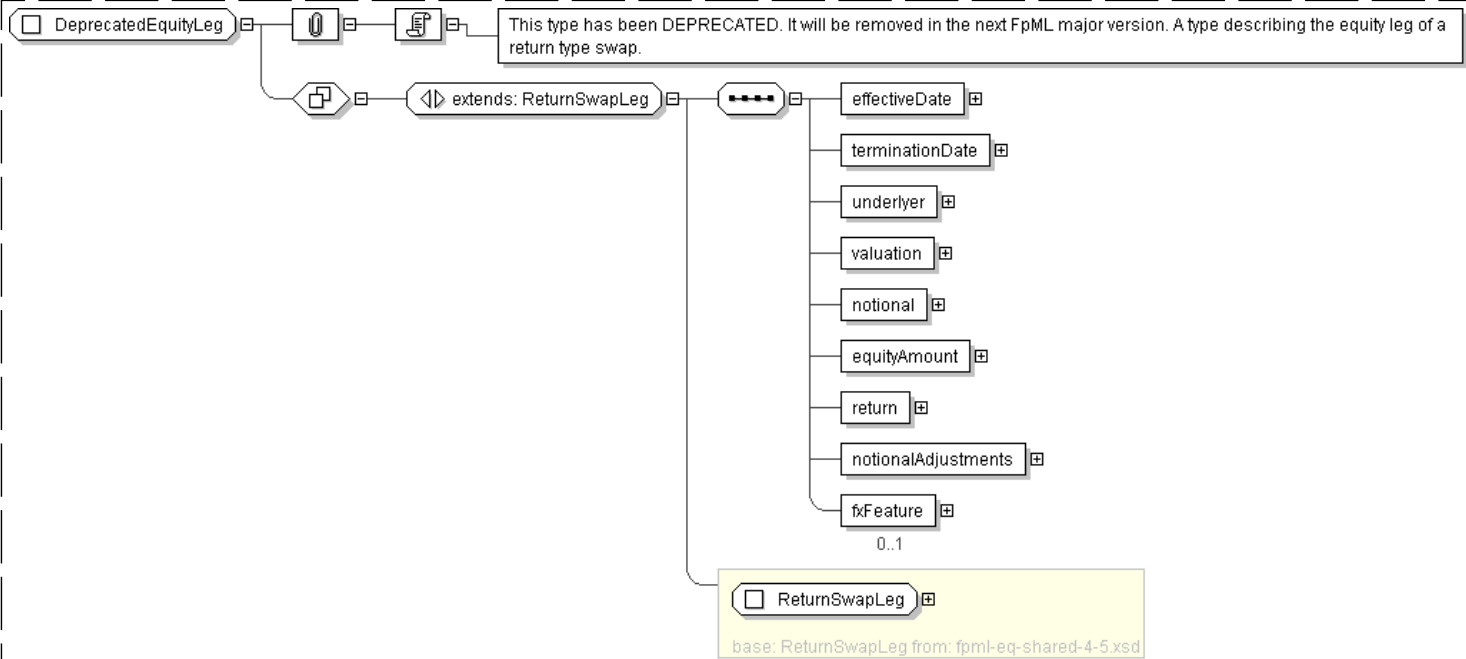 DeprecatedEquityLeg
This type has been DEPRECATED. It will be removed in the next FpML major version. A type describing the equity leg of a
return type swap.
extends: ReturnSwapLeg
effectiveDate
terminationDate
underlyer
valuation
notional
equityAmount
return
notionalAdjustments
fxFeature
0..1
ReturnSwapLeg
base: ReturnSwapLeg from: fpml-eq-shared-4-5.xsd